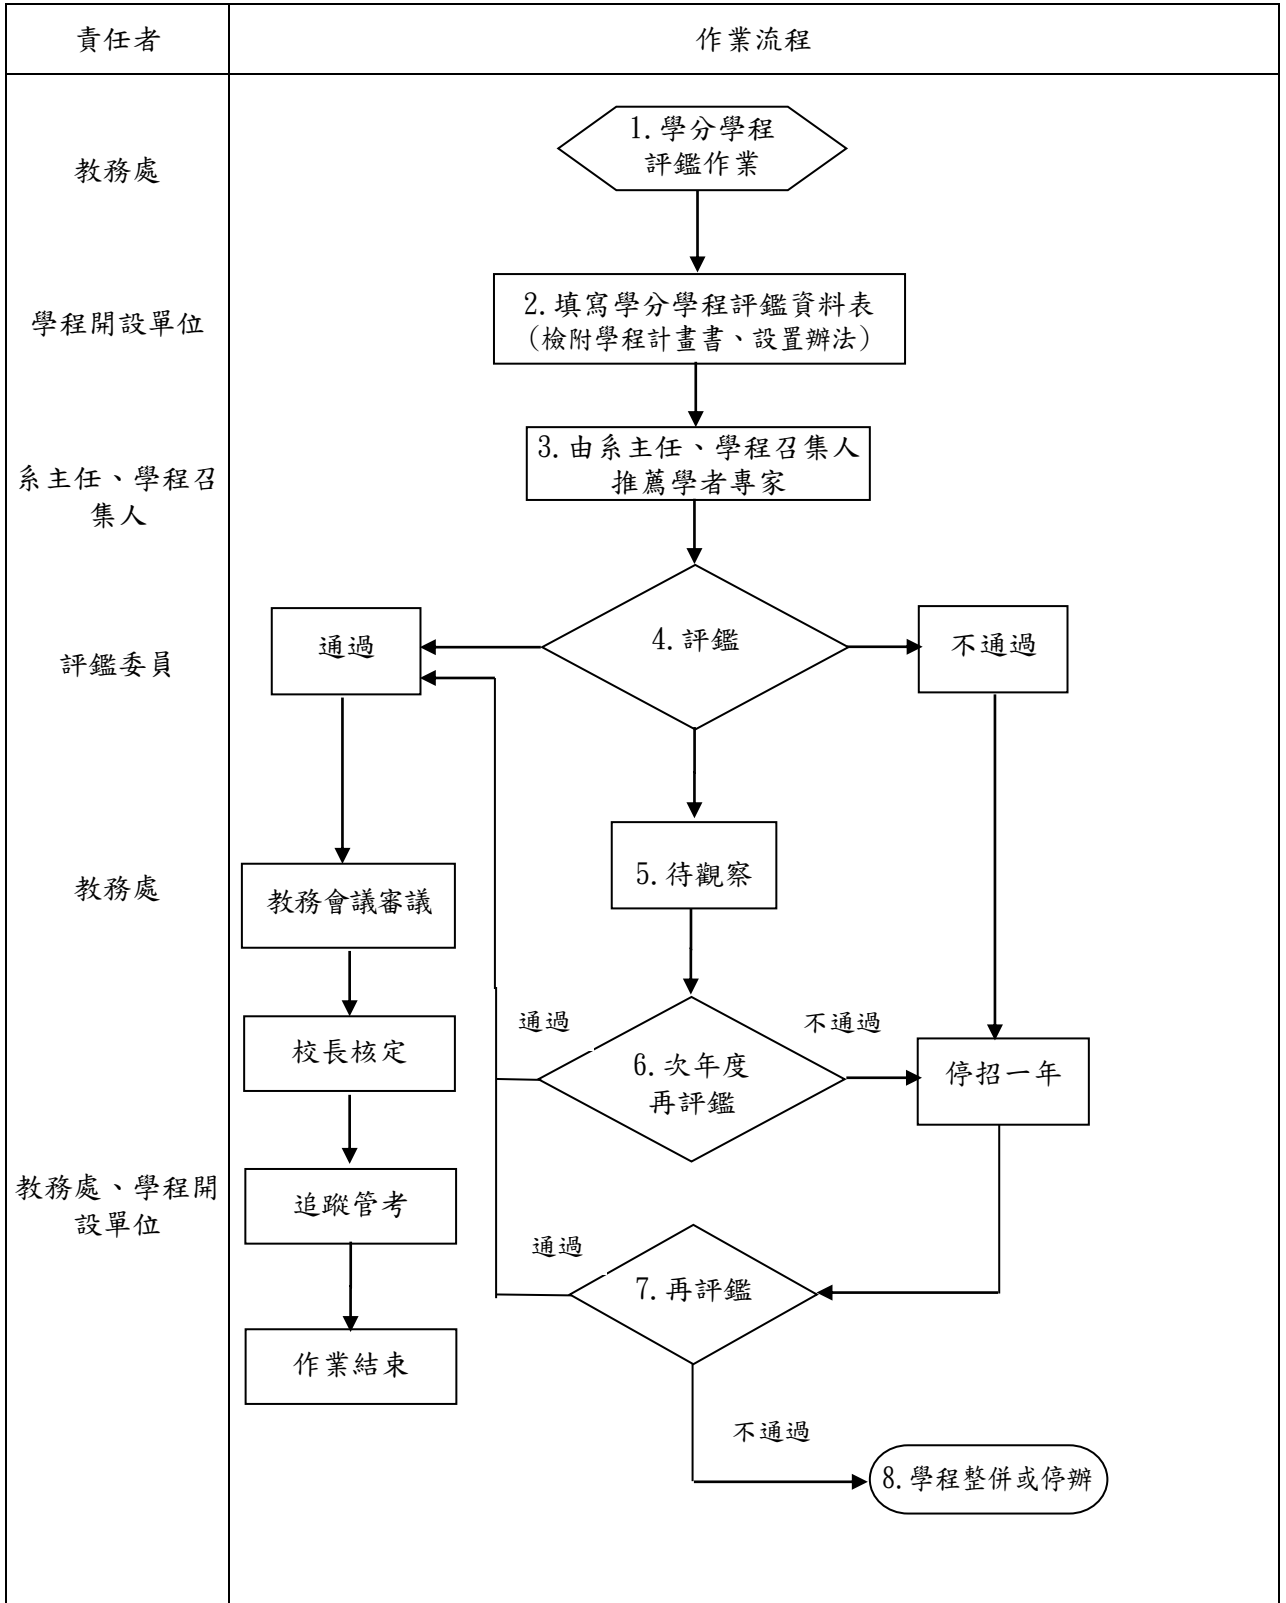 責任者
作業流程
1.學分學程
評鑑作業
教務處
2.填寫學分學程評鑑資料表
(檢附學程計畫書、設置辦法)
學程開設單位
3.由系主任、學程召集人
推薦學者專家
系主任、學程召
集人
通過
4.評鑑
不通過
評鑑委員
教務處
教務會議審議
5.待觀察
通過
不通過
校長核定
6.次年度
再評鑑
停招一年
教務處、學程開
設單位
追蹤管考
通過
7.再評鑑
作業結束
不通過
8.學程整併或停辦